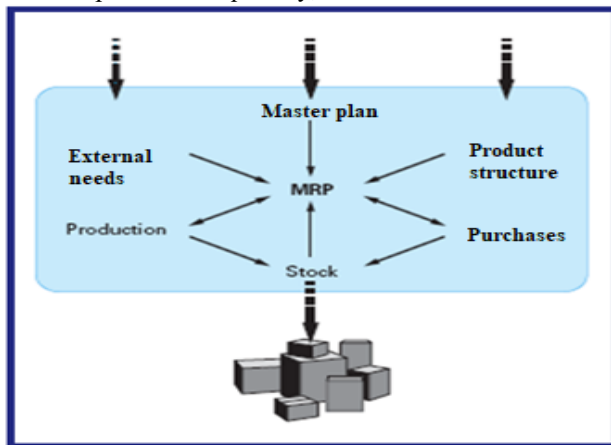 Master plan
External
needs
Product
structure
MRP
Production
Purchases
Stock